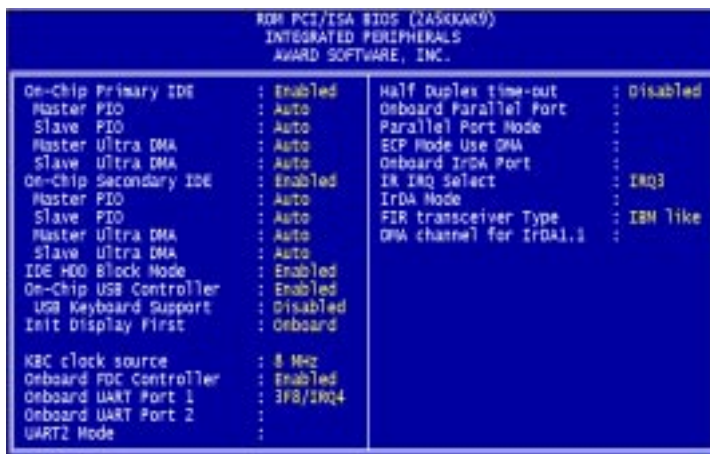 ROM PCI/ISA BIOS (2A5KKAK9)
INTEGRATED PERIPHERALS
AWARD SOFTWARE, INC.
On-Chip Primary IDE : Enabled
Master PIO : Auto
Slave PIO : Auto
Master Ultra DMA : Auto
Slave Ultra DMA : Auto
On-Chip Secondary IDE : Enabled
Master PIO : Auto
Slave PIO : Auto
Master Ultra DMA : Auto
Slave Ultra DMA : Auto
IDE HDD Block Mode : Enabled
On-Chip USB Controller : Enabled
USB Keyboard Support : Disabled
Init Display First : Onboard
KBC clock source : 8 MHz
Onboard FDC Controller : Enabled
Onboard UART Port 1 : 3F8/IRQ4
Onboard UART Port 2 :
UART2 Mode :
Half Duplex time-out : Disabled
Onboard Parallel Port :
Parallel Port Mode :
ECP Mode Use DMA :
Onboard IrDA Port :
IR IRQ Select : IRQ3
IrDA Mode :
FIR transceiver Type : IBM like
DMA channel for IrDA1.1 :